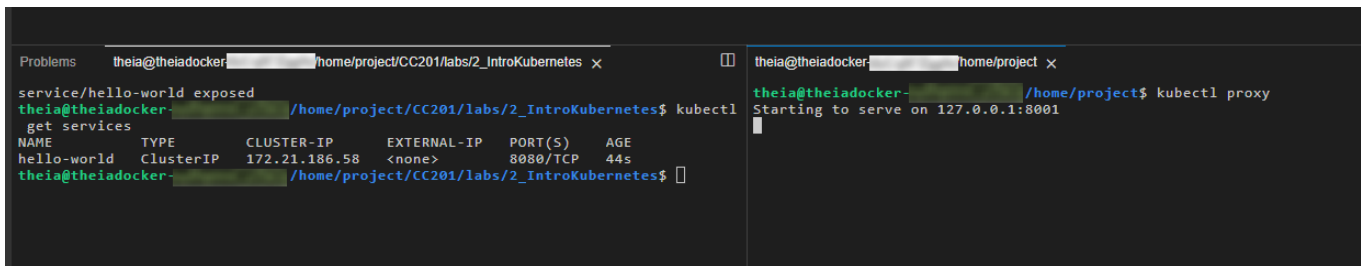 Problems theia@theiadocker- /home/project/CC201/labs/2_IntroKubernetes ×
service/hello-world exposed
theia@theiadocker- /home/project/CC201/labs/2_IntroKubernetes$ kubectl
get services
NAME TYPE CLUSTER-IP EXTERNAL-IP PORT(S) AGE
hello-world ClusterIP 172.21.186.58 <none> 8080/TCP 44s
theia@theiadocker- /home/project/CC201/labs/2_IntroKubernetes$
theia@theiadocker- /home/project ×
theia@theiadocker- /home/project$ kubectl proxy
Starting to serve on 127.0.0.1:8001